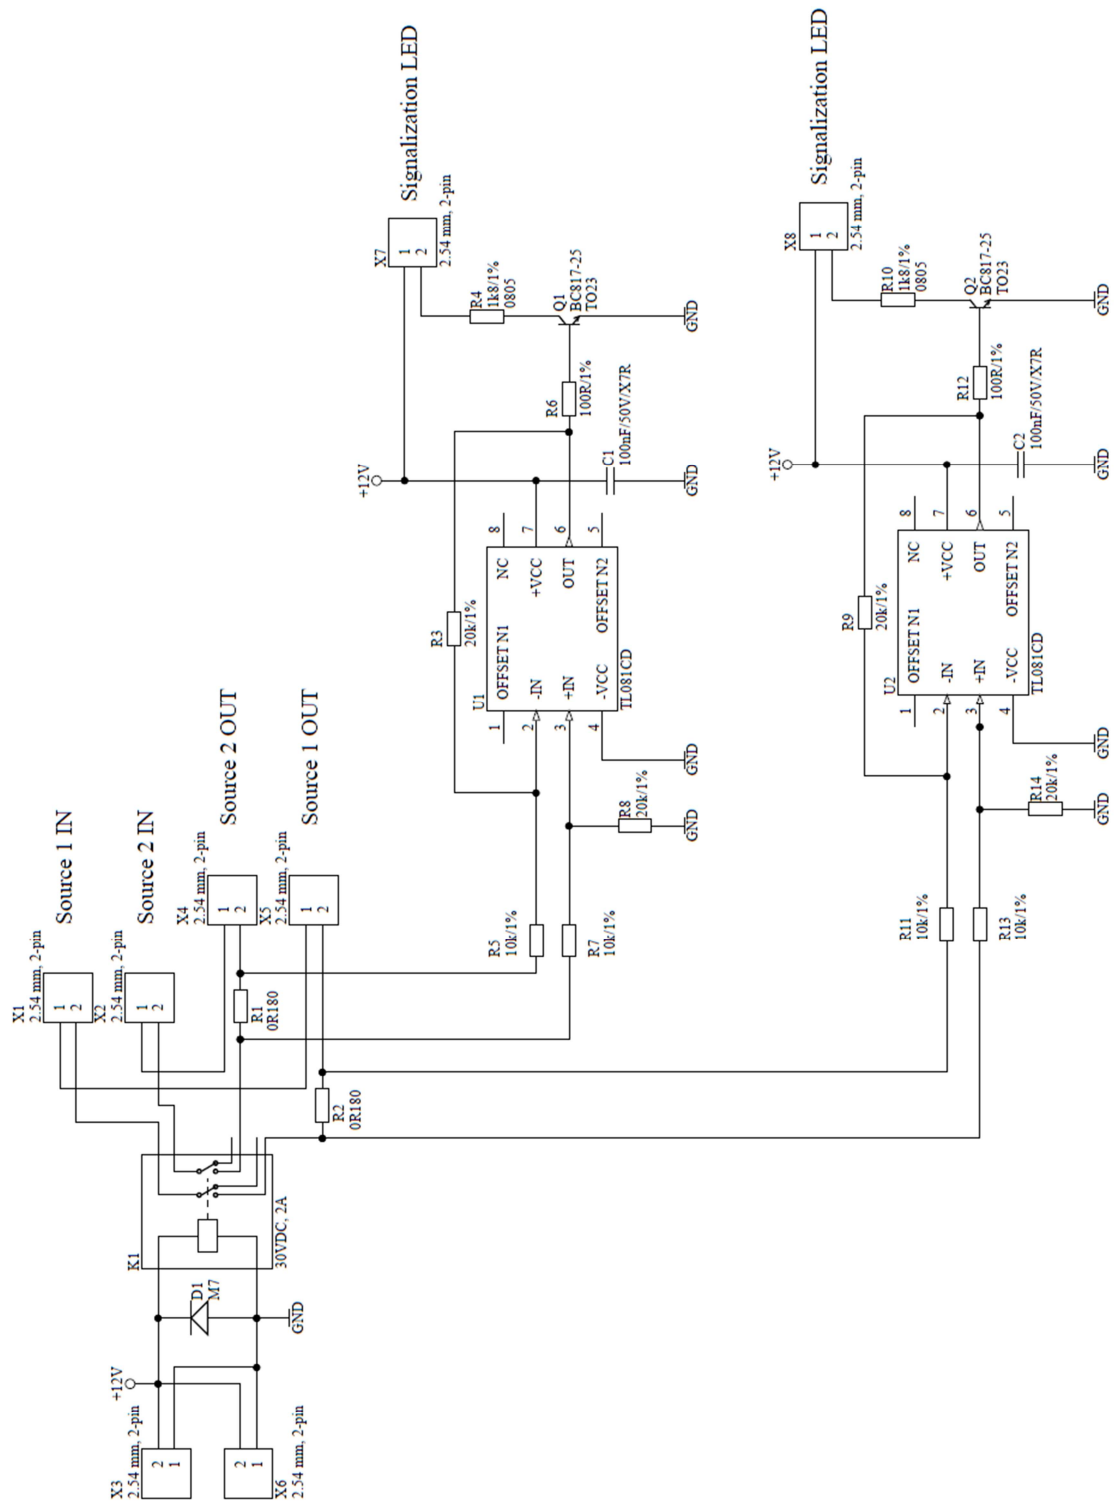 Source 1 IN
X1
2.54 mm, 2-pin
1
2
Source 2 IN
X2
2.54 mm, 2-pin
1
2
Source 2 OUT
X4
2.54 mm, 2-pin
1
2
Source 1 OUT
X5
2.54 mm, 2-pin
1
2
X3
2.54 mm, 2-pin
2
1
X6
2.54 mm, 2-pin
2
1
+12V
D1
M7
GND
K1
30VDC, 2A
R1
0R180
R2
0R180
R5
10k/1%
R7
10k/1%
R8
20k/1%
GND
GND
R3
20k/1%
U1
TL081CD
1
OFFSET N1
2
-IN
3
+IN
4
-VCC
NC
8
+VCC
7
OUT
6
OFFSET N2
5
+12V
C1
100nF/50V/X7R
GND
R6
100R/1%
Q1
BC817-25
TO23
GND
R4
1k8/1%
0805
X7
2.54 mm, 2-pin
1
2
Signalization LED
R11
10k/1%
R13
10k/1%
R14
20k/1%
GND
GND
R9
20k/1%
U2
TL081CD
1
OFFSET N1
2
-IN
3
+IN
4
-VCC
NC
8
+VCC
7
OUT
6
OFFSET N2
5
+12V
C2
100nF/50V/X7R
GND
R12
100R/1%
Q2
BC817-25
TO23
GND
R10
1k8/1%
0805
X8
2.54 mm, 2-pin
1
2
Signalization LED